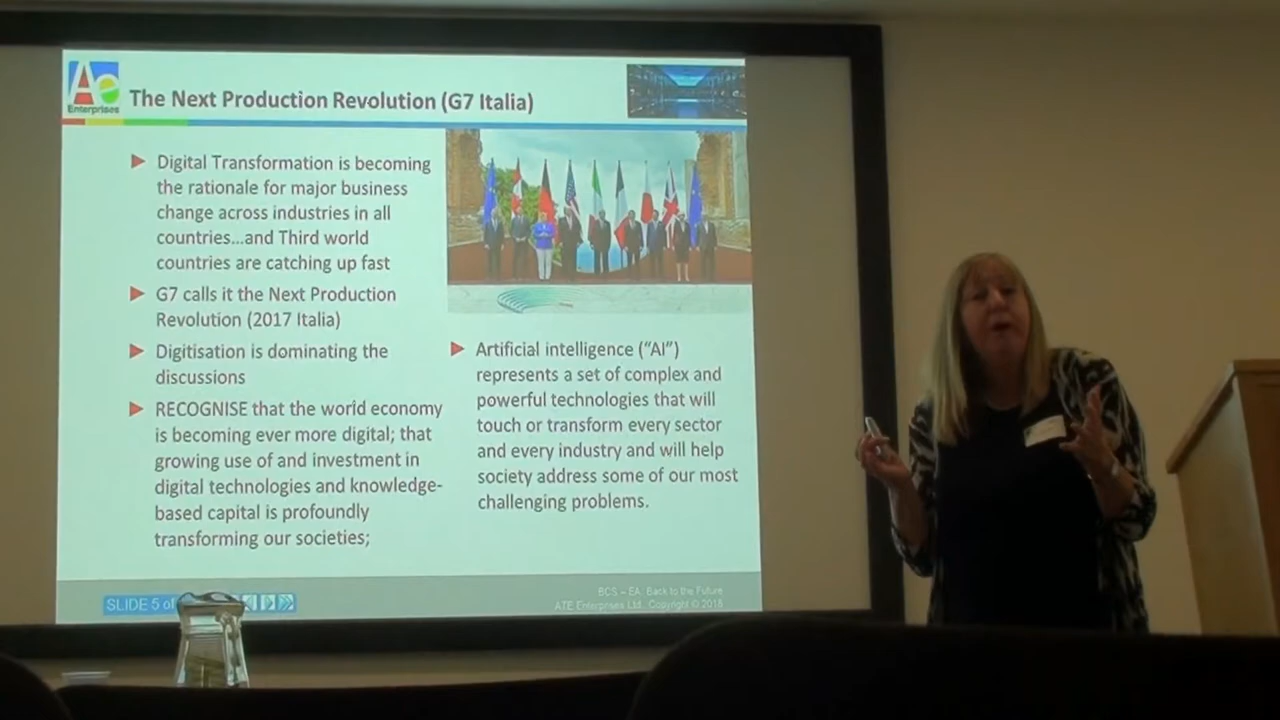 Ae
Enterprises
The Next Production Revolution (G7 Italia)
Digital Transformation is becoming
the rationale for major business
change across industries in all
countries...and Third world
countries are catching up fast
G7 calls it the Next Production
Revolution (2017 Italia)
Digitisation is dominating the
discussions
RECOGNISE that the world economy
is becoming ever more digital; that
growing use of and investment in
digital technologies and knowledge-
based capital is profoundly
transforming our societies;
Artificial intelligence (“AI”)
represents a set of complex and
powerful technologies that will
touch or transform every sector
and every industry and will help
society address some of our most
challenging problems.
SLIDE 5 of
BCS – EA: Back to the Future
ATE Enterprises Ltd. Copyright © 2018